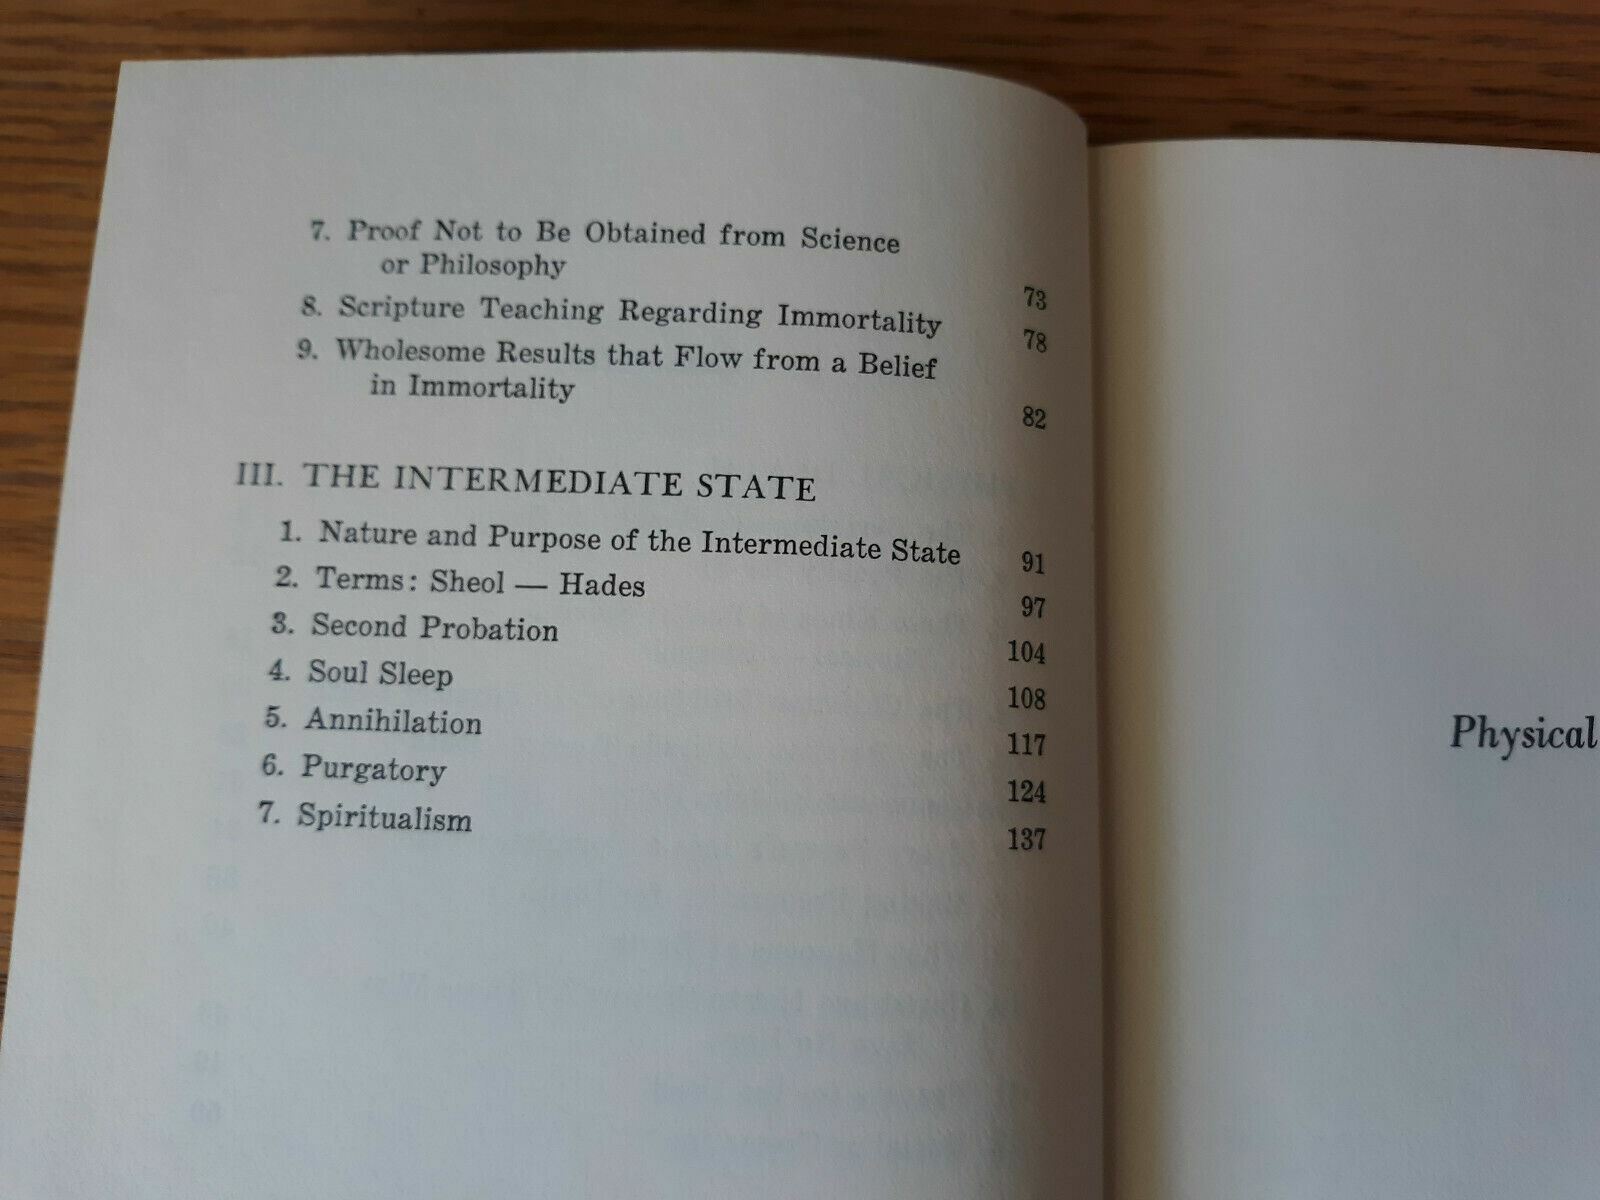 7. Proof Not to Be Obtained from Science
or Philosophy 73
8. Scripture Teaching Regarding Immortality 78
9. Wholesome Results that Flow from a Belief
in Immortality 82
III. THE INTERMEDIATE STATE
1. Nature and Purpose of the Intermediate State 91
2. Terms: Sheol — Hades 97
3. Second Probation 104
4. Soul Sleep 108
5. Annihilation 117
6. Purgatory 124
7. Spiritualism 137
Physical